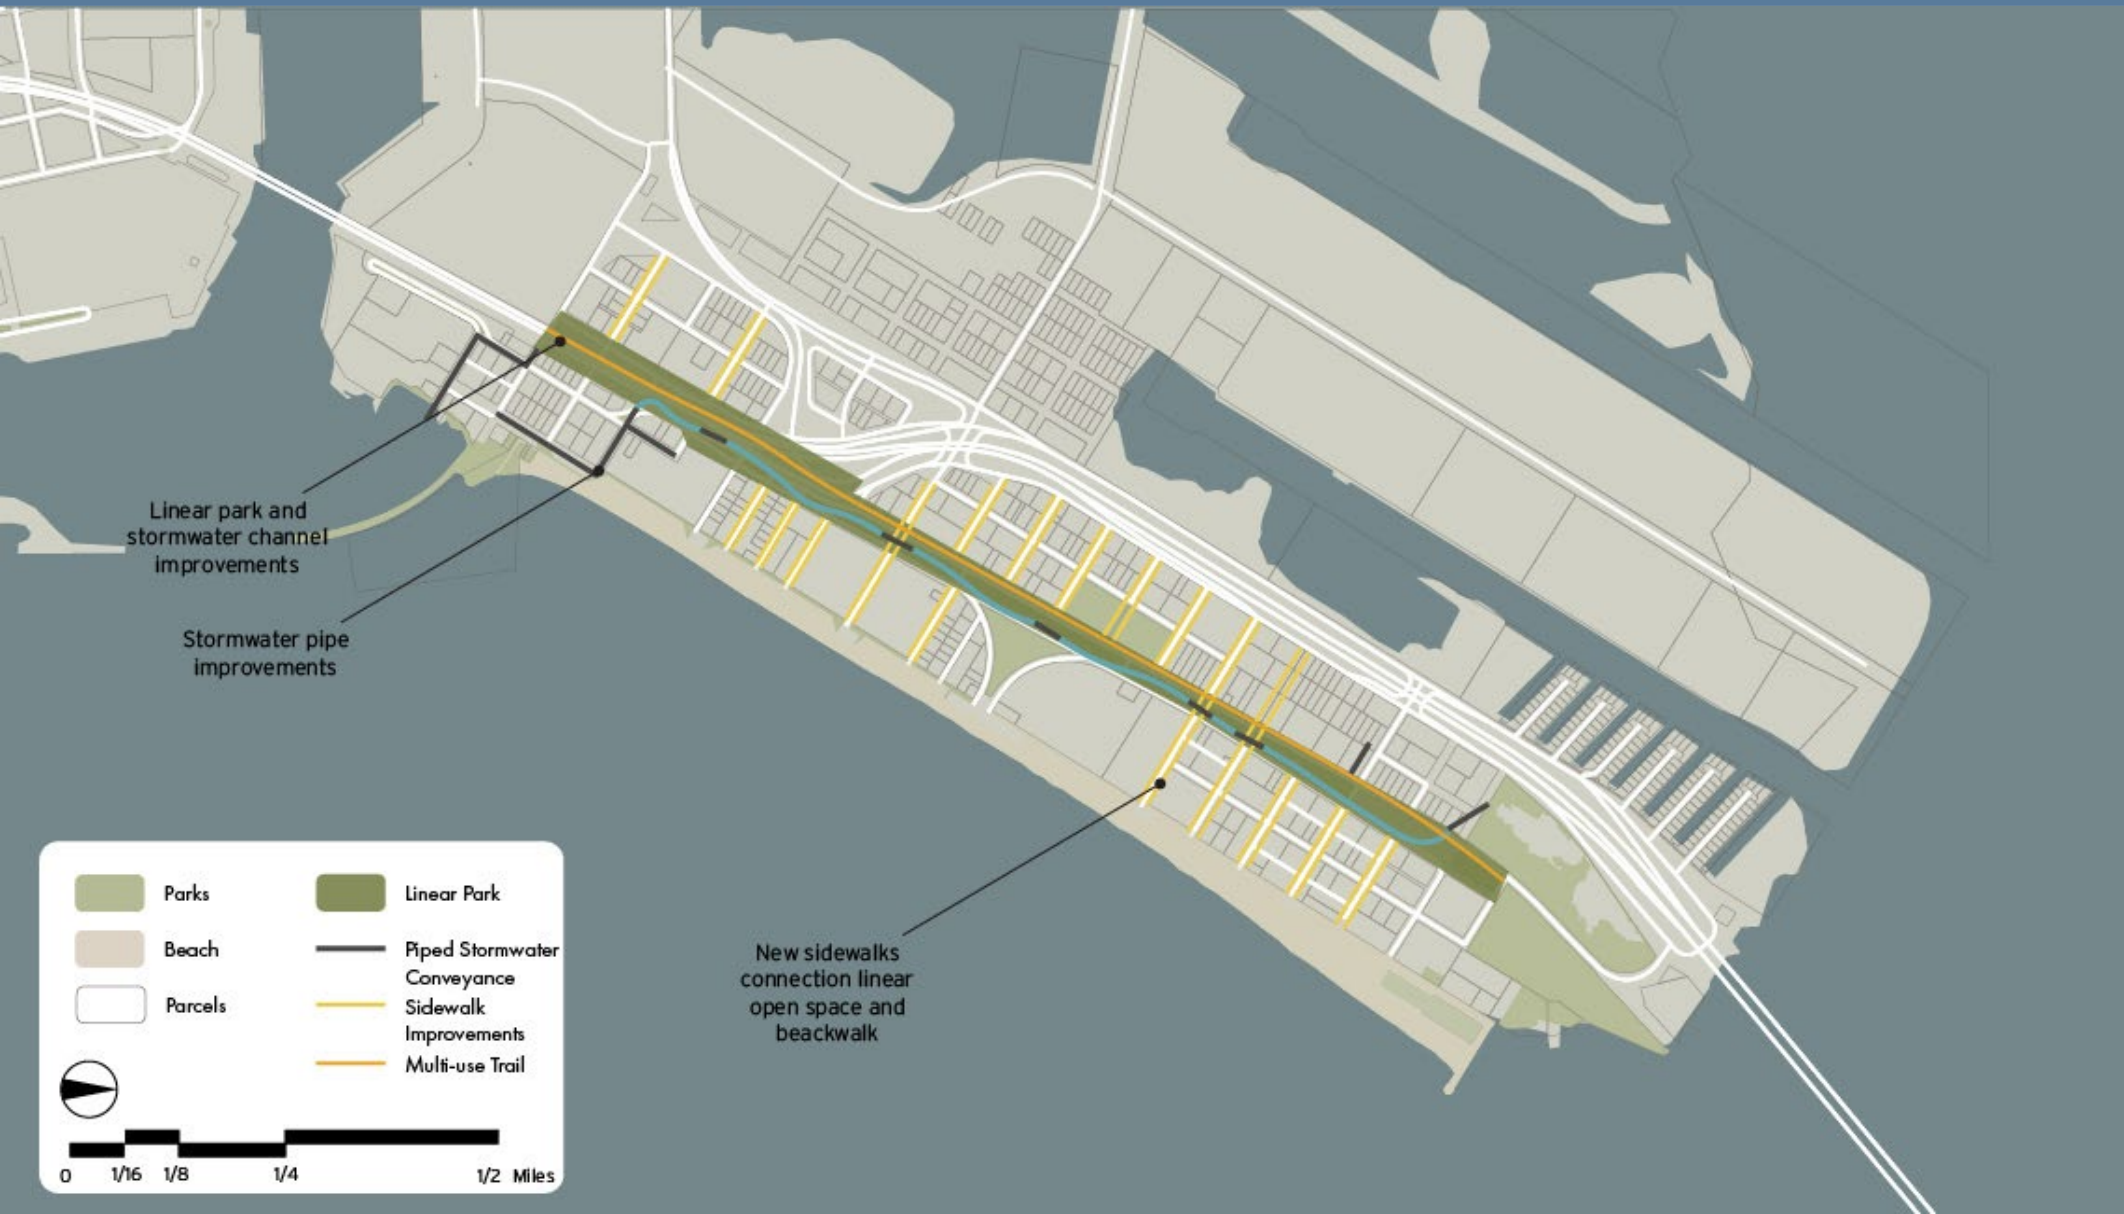 Linear park and
stormwater channel
improvements
Stormwater pipe
improvements
New sidewalks
connection linear
open space and
beackwalk
Parks
Beach
Parcels
Linear Park
Piped Stormwater
Conveyance
Sidewalk
Improvements
Multi-use Trail
0 1/16 1/8 1/4 1/2 Miles